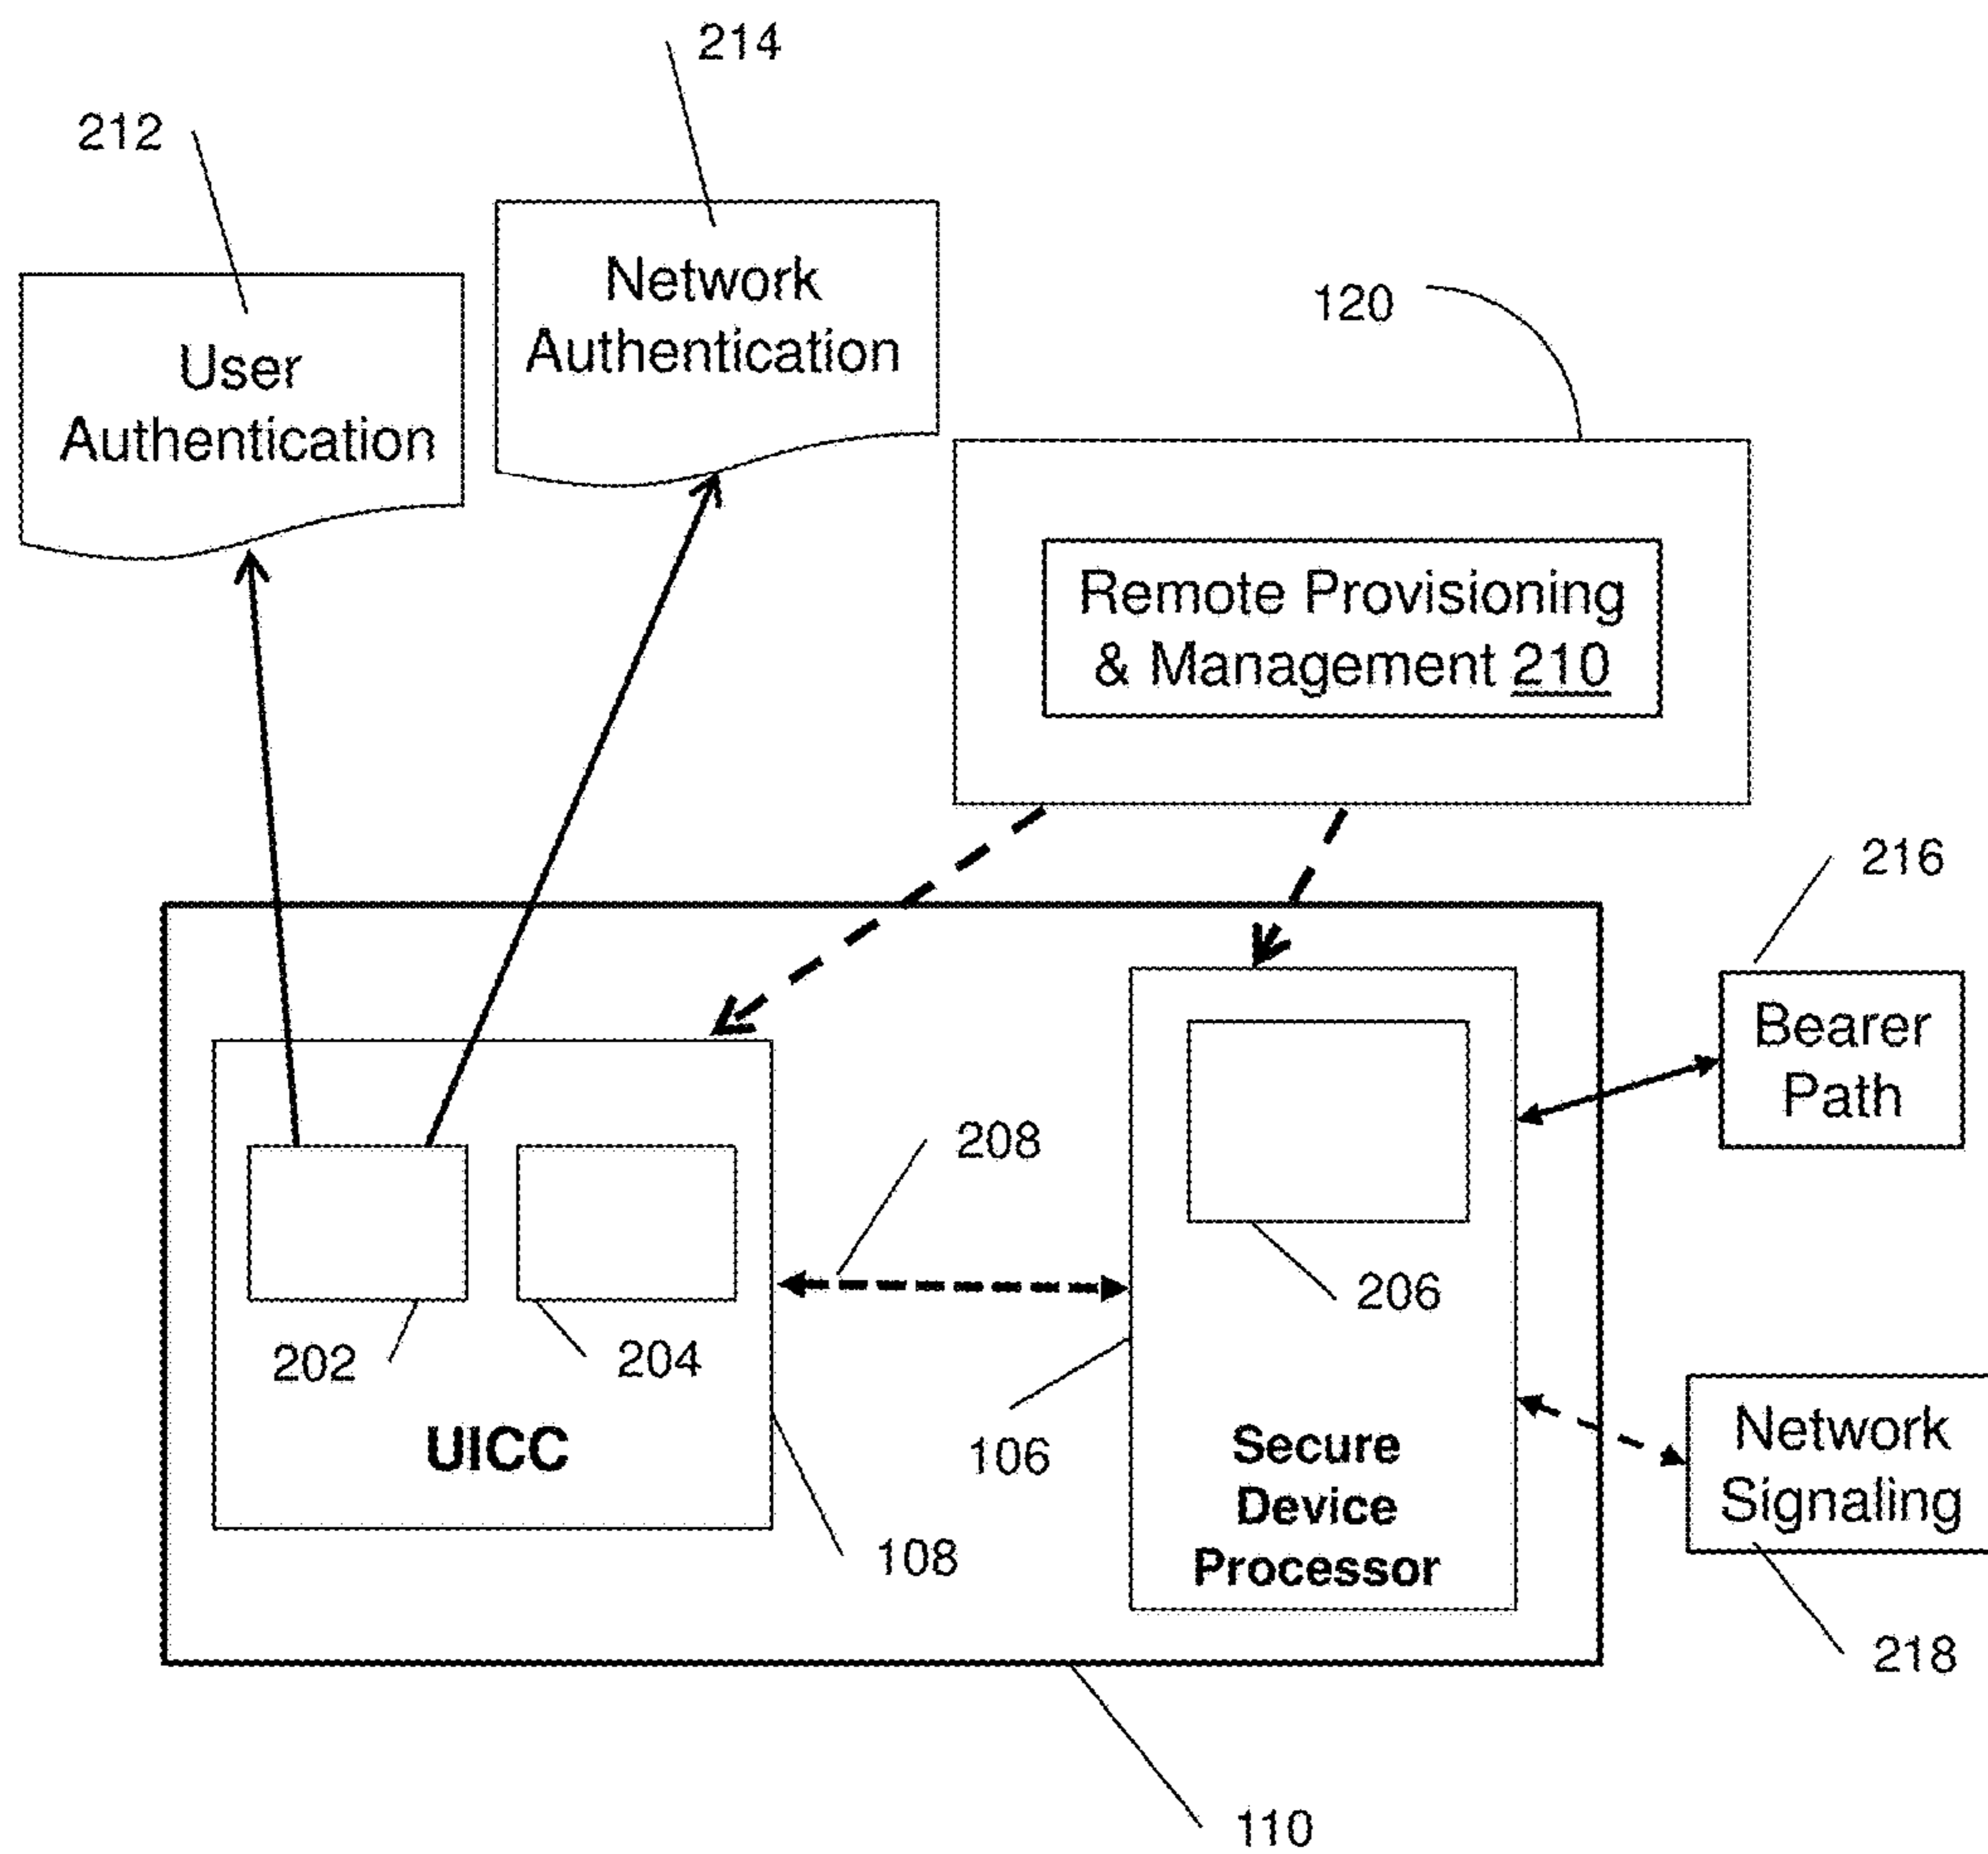 214
212
Network
Authentication
User
Authentication
120
Remote Provisioning
& Management 210
216
Bearer
Path
208
206
202
204
UICC
106
Secure
Device
Processor
108
Network
Signaling
218
110